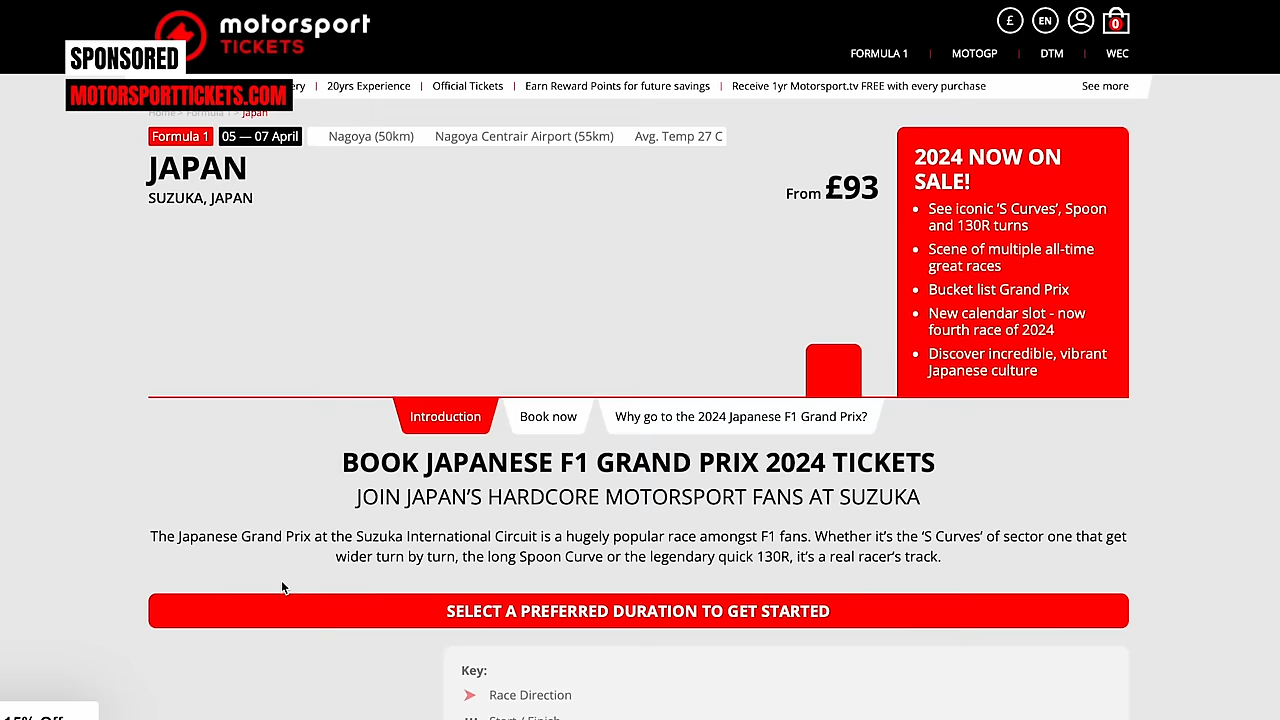 motorsport
TICKETS
£
EN
0
FORMULA 1 | MOTOGP | DTM | WEC
SPONSORED
MOTORSPORTTICKETS.COM
ery | 20yrs Experience | Official Tickets | Earn Reward Points for future savings | Receive 1yr Motorsport.tv FREE with every purchase
See more
Home > Formula 1 > Japan
Formula 1 05 — 07 April Nagoya (50km) Nagoya Centrair Airport (55km) Avg. Temp 27 C
JAPAN
SUZUKA, JAPAN
From £93
2024 NOW ON
SALE!
• See iconic ‘S Curves’, Spoon
and 130R turns
• Scene of multiple all-time
great races
• Bucket list Grand Prix
• New calendar slot - now
fourth race of 2024
• Discover incredible, vibrant
Japanese culture
Introduction
Book now
Why go to the 2024 Japanese F1 Grand Prix?
BOOK JAPANESE F1 GRAND PRIX 2024 TICKETS
JOIN JAPAN’S HARDCORE MOTORSPORT FANS AT SUZUKA
The Japanese Grand Prix at the Suzuka International Circuit is a hugely popular race amongst F1 fans. Whether it’s the ‘S Curves’ of sector one that get
wider turn by turn, the long Spoon Curve or the legendary quick 130R, it’s a real racer’s track.
SELECT A PREFERRED DURATION TO GET STARTED
Key:
Race Direction
Start / Finish
15% Off